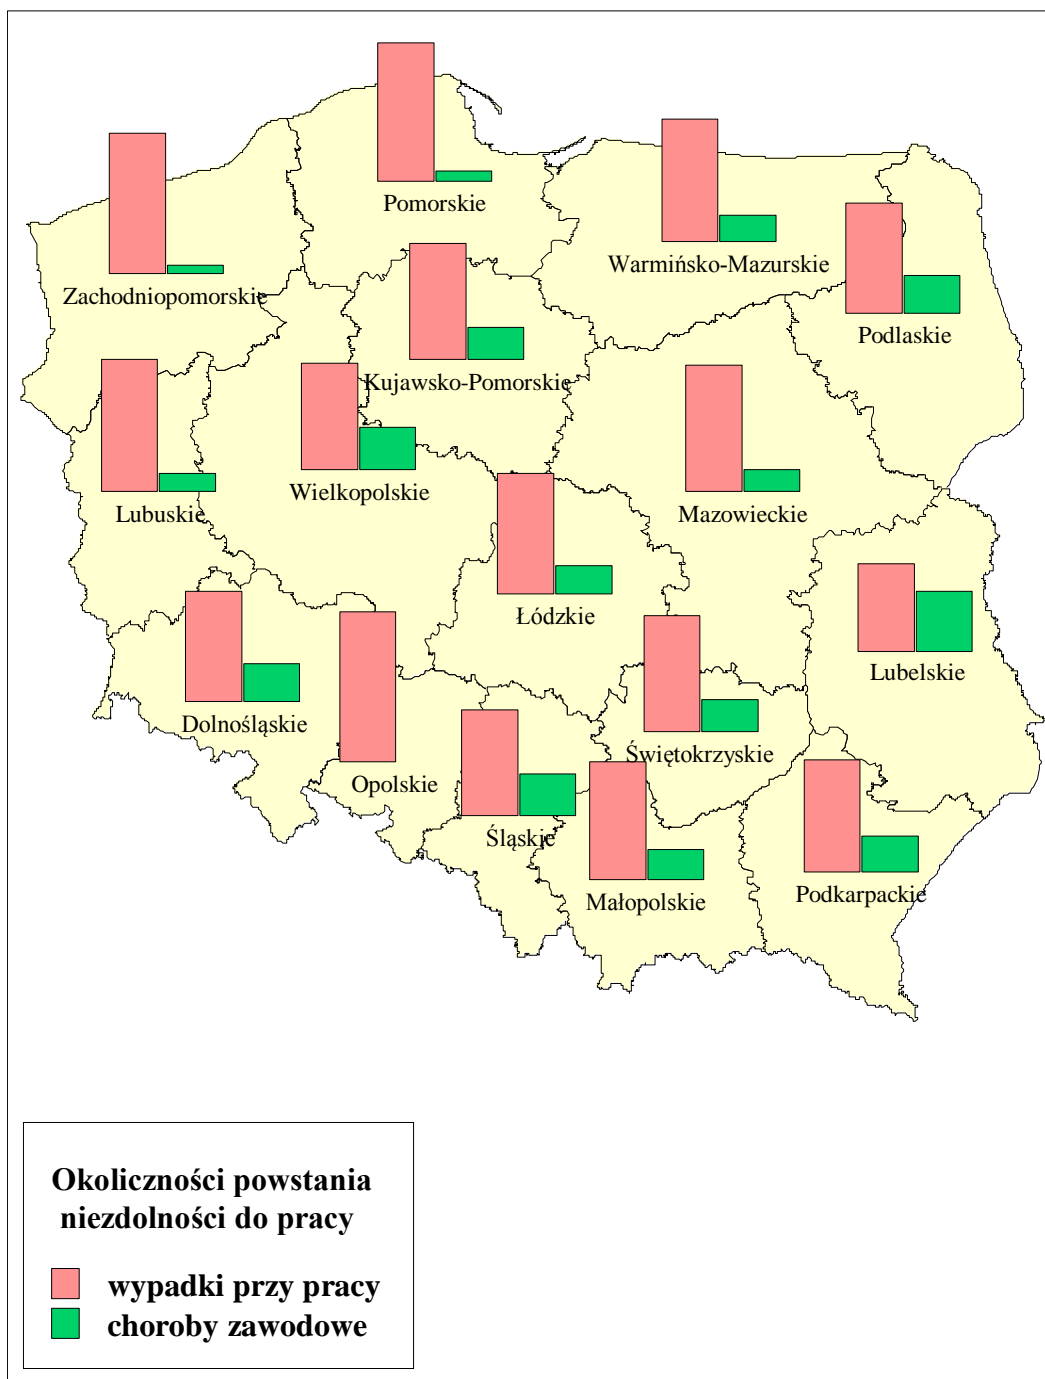 Pomorskie
Warmińsko-Mazurskie
Zachodniopomorskie
Podlaskie
Kujawsko-Pomorskie
Wielkopolskie
Lubuskie
Mazowieckie
Łódzkie
Lubelskie
Dolnośląskie
Świętokrzyskie
Opolskie
Śląskie
Małopolskie
Podkarpackie
Okoliczności powstania
niezdolności do pracy
wypadki przy pracy
choroby zawodowe